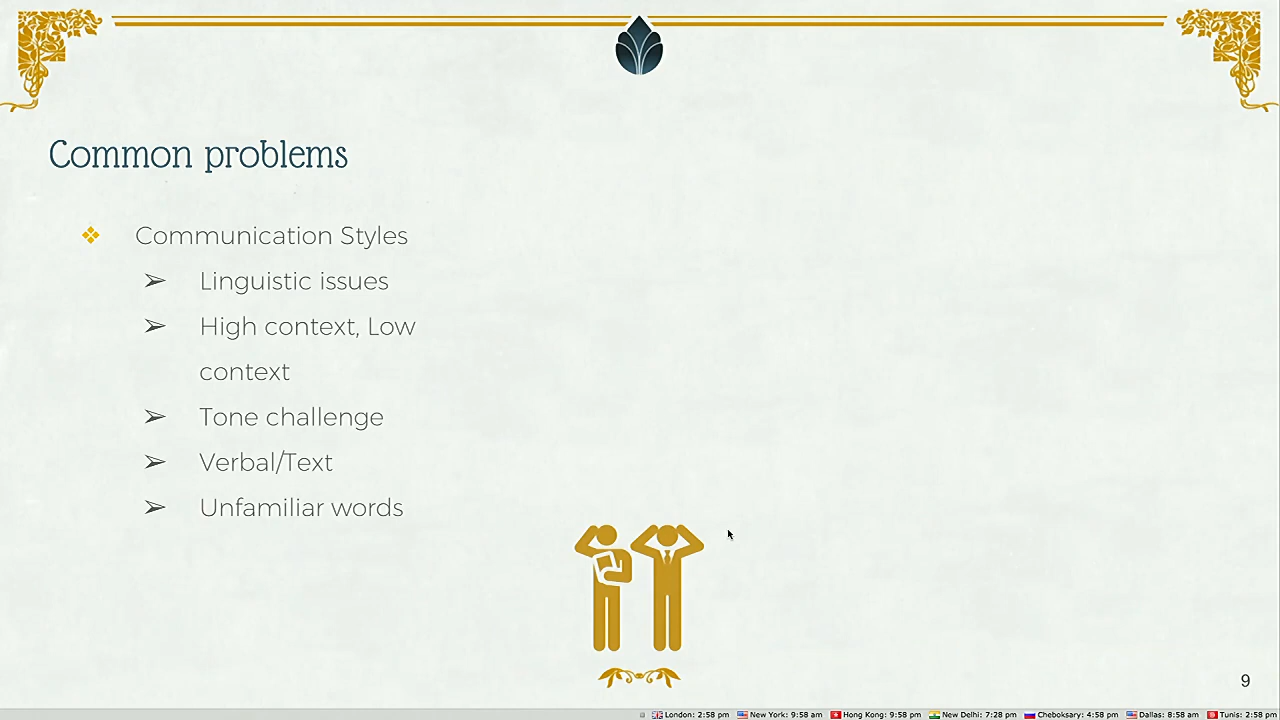 Common problems
Communication Styles
Linguistic issues
High context, Low
context
Tone challenge
Verbal/Text
Unfamiliar words
9
London: 2:58 pm New York: 9:58 am Hong Kong: 9:58 pm New Delhi: 7:28 pm Cheboksary: 4:58 pm Dallas: 8:58 am Tunis: 2:58 pm